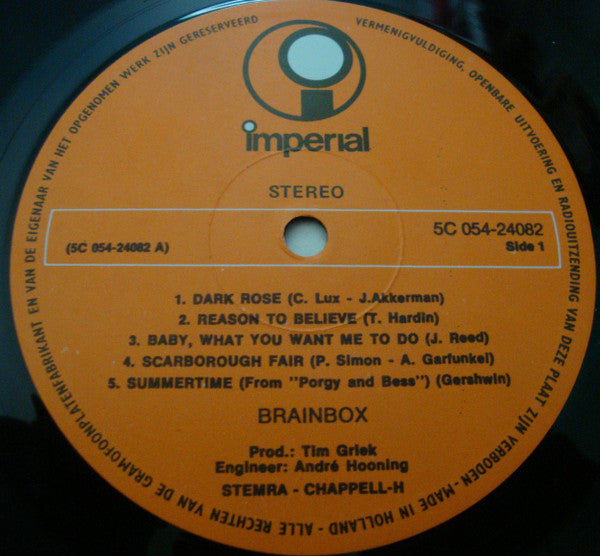 ALLE RECHTEN VAN DE GRAMOFOONPLATENFABRIKANT EN VAN DE EIGENAAR VAN HET OPGENOMEN WERK ZIJN GERESERVEERD
VERMENIGVULDIGING, OPENBARE UITVOERING EN RADIOUITZENDING VAN DEZE PLAAT ZIJN VERBODEN - MADE IN HOLLAND -
imperial
STEREO
5C 054-24082
(5C 054-24082 A)
Side 1
1. DARK ROSE (C. Lux - J.Akkerman)
2. REASON TO BELIEVE (T. Hardin)
3. BABY, WHAT YOU WANT ME TO DO (J. Reed)
4. SCARBOROUGH FAIR (P. Simon - A. Garfunkel)
5. SUMMERTIME (From "Porgy and Bess") (Gershwin)
BRAINBOX
Prod.: Tim Griek
Engineer: André Hooning
STEMRA - CHAPPELL-H